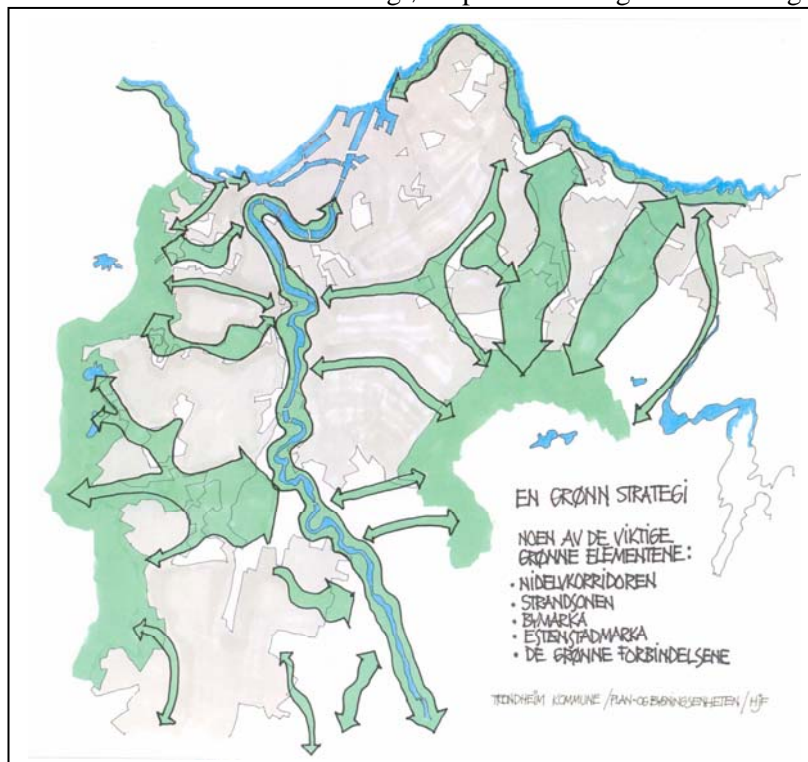 EN GRØNN STRATEGI
NOEN AV DE VIKTIGE
GRØNNE ELEMENTENE:
• NIDELVKORRIDOREN
• STRANDSONEN
• BYMARKA
• ESTENSTADMARKA
• DE GRØNNE FORBINDELSENE
TRONDHEIM KOMMUNE / PLAN-OG BYGNINGSENHETEN / HJF